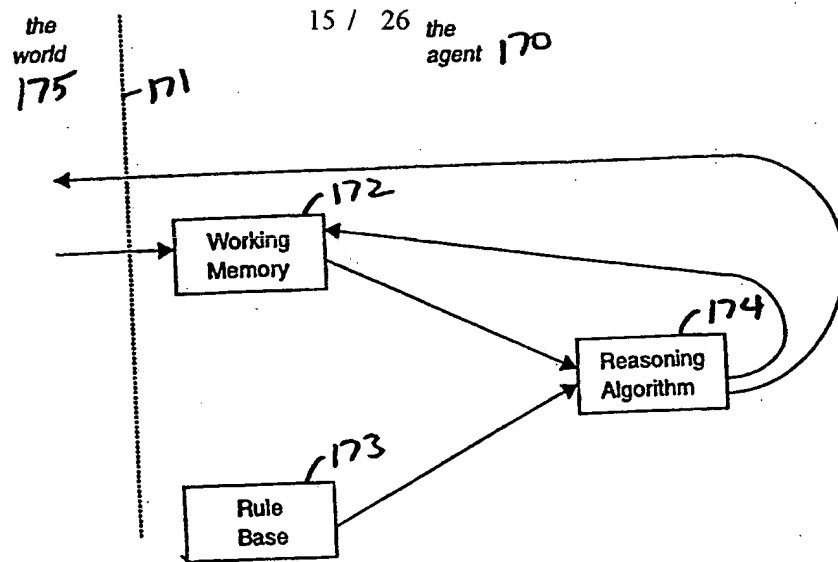 15 / 26
the
world
175
171
the
agent 170
172
Working
Memory
174
Reasoning
Algorithm
173
Rule
Base